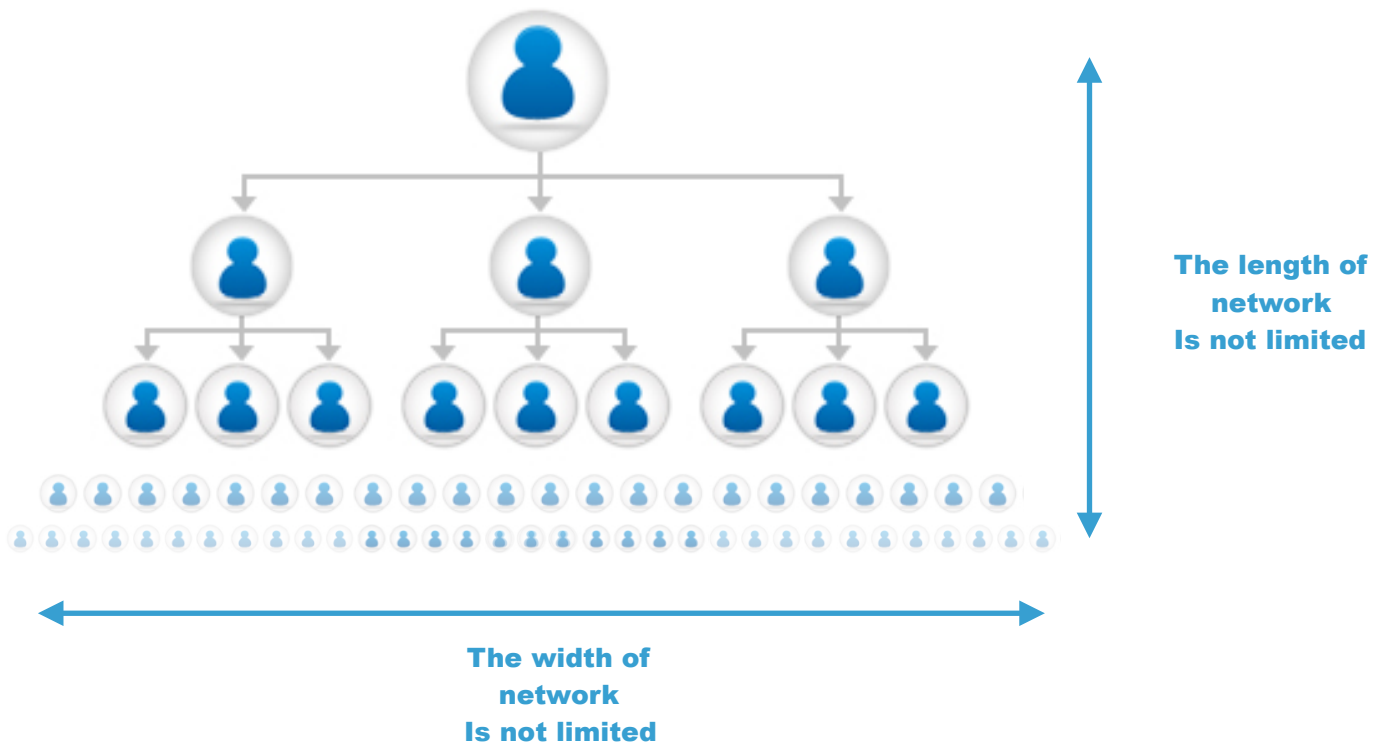 The length of
network
Is not limited
The width of
network
Is not limited